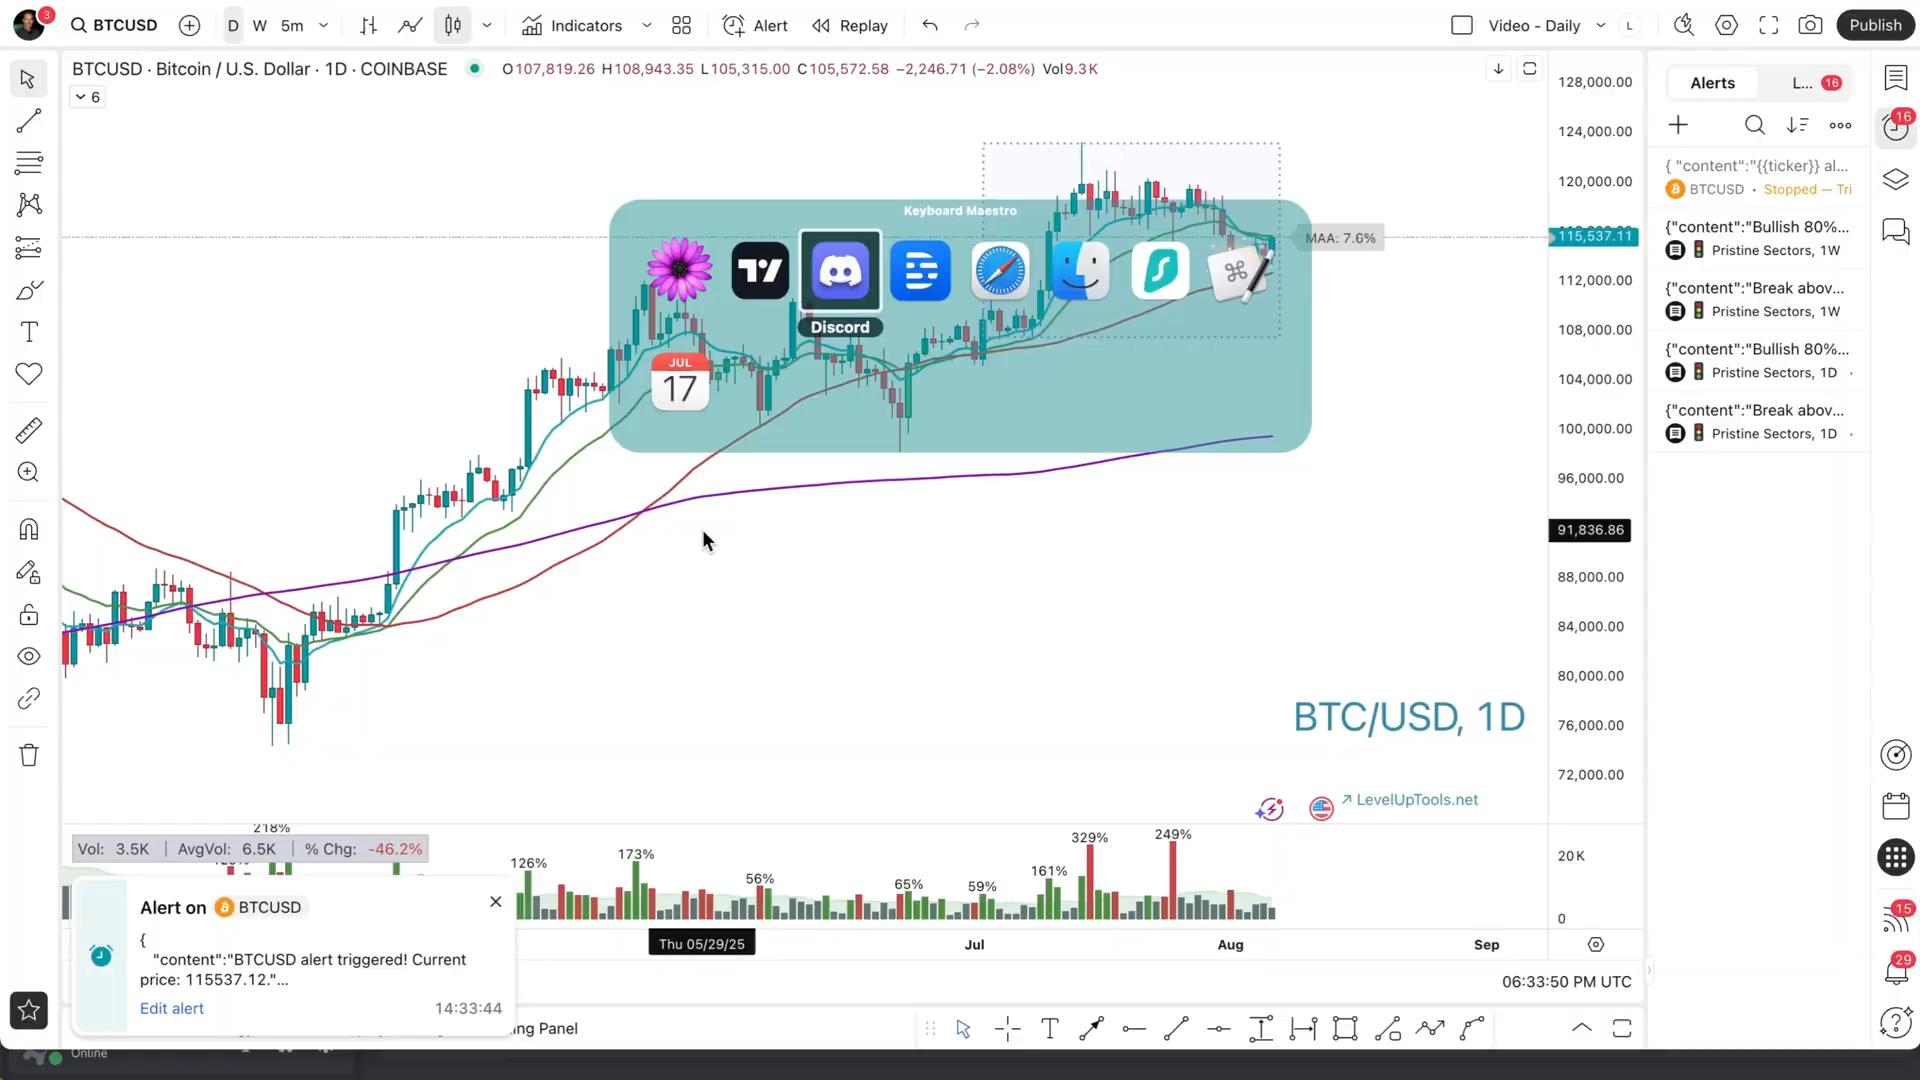 3
BTCUSD
D
W
5m
Indicators
Alert
Replay
Video - Daily
L
Publish
BTCUSD · Bitcoin / U.S. Dollar · 1D · COINBASE
O107,819.26 H108,943.35 L105,315.00 C105,572.58 −2,246.71 (−2.08%) Vol9.3K
6
Keyboard Maestro
Discord
JUL
17
MAA: 7.6%
128,000.00
124,000.00
120,000.00
115,537.11
112,000.00
108,000.00
104,000.00
100,000.00
96,000.00
91,836.86
88,000.00
84,000.00
80,000.00
76,000.00
72,000.00
BTC/USD, 1D
LevelUpTools.net
Alerts
L... 16
16
{ "content":"{{ticker}} al...
BTCUSD · Stopped — Tri
{"content":"Bullish 80%...
Pristine Sectors, 1W
{"content":"Break abov...
Pristine Sectors, 1W
{"content":"Bullish 80%...
Pristine Sectors, 1D ·
{"content":"Break abov...
Pristine Sectors, 1D ·
218%
Vol: 3.5K | AvgVol: 6.5K | % Chg: -46.2%
126%
173%
56%
65%
59%
161%
329%
249%
20K
0
Alert on BTCUSD
{
"content":"BTCUSD alert triggered! Current
price: 115537.12."...
Edit alert
14:33:44
Thu 05/29/25
Jul
Aug
Sep
06:33:50 PM UTC
ng Panel
15
29
Online